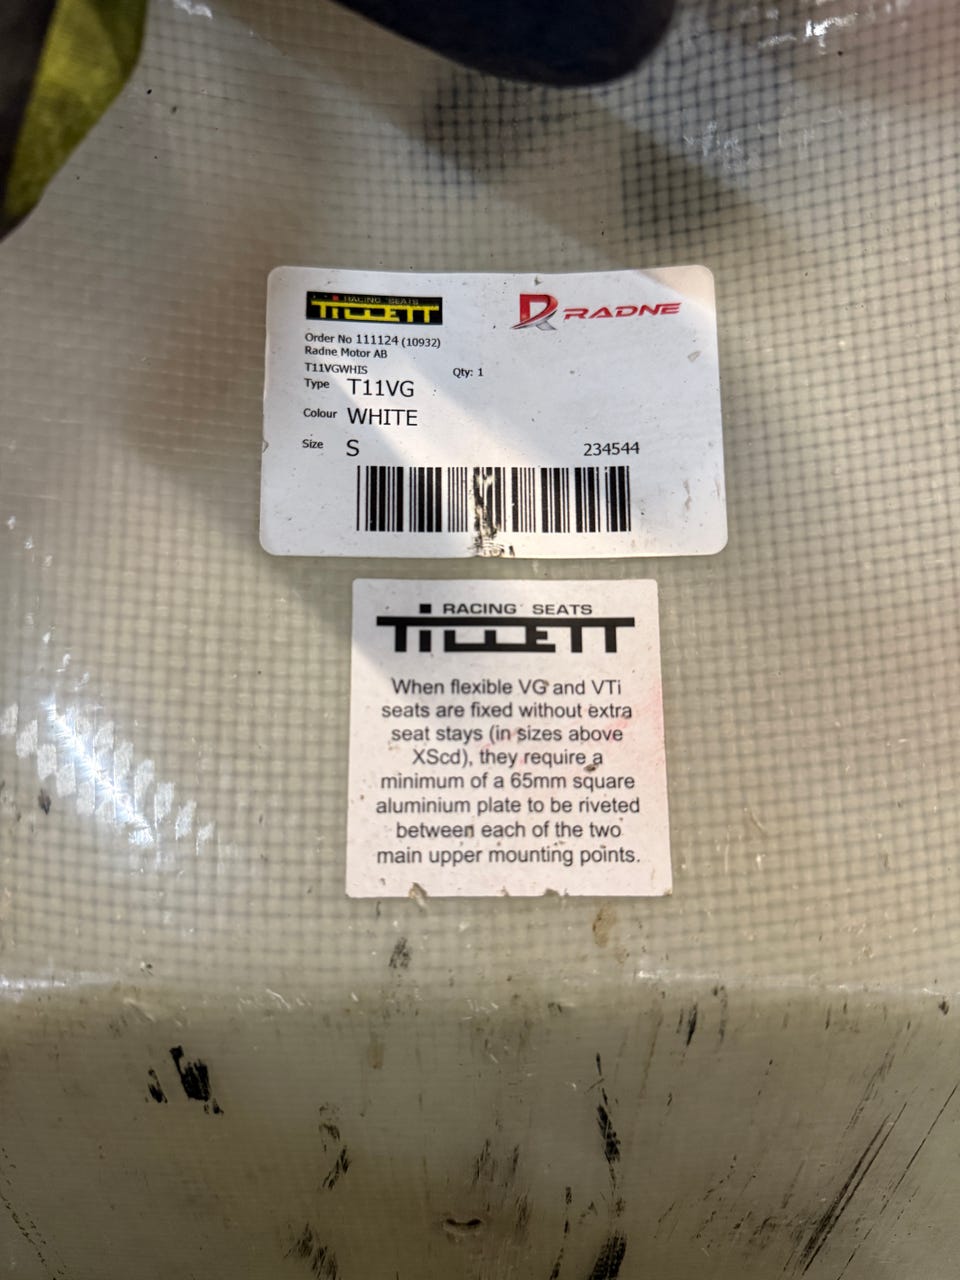 RACING SEATS
TILLETT
RADNE
Order No 111124 (10932)
Radne Motor AB
T11VGWHIS
Qty: 1
Type T11VG
Colour WHITE
Size S
234544
RACING SEATS
TILLETT
When flexible VG and VTi
seats are fixed without extra
seat stays (in sizes above
XScd), they require a
minimum of a 65mm square
aluminium plate to be riveted
between each of the two
main upper mounting points.